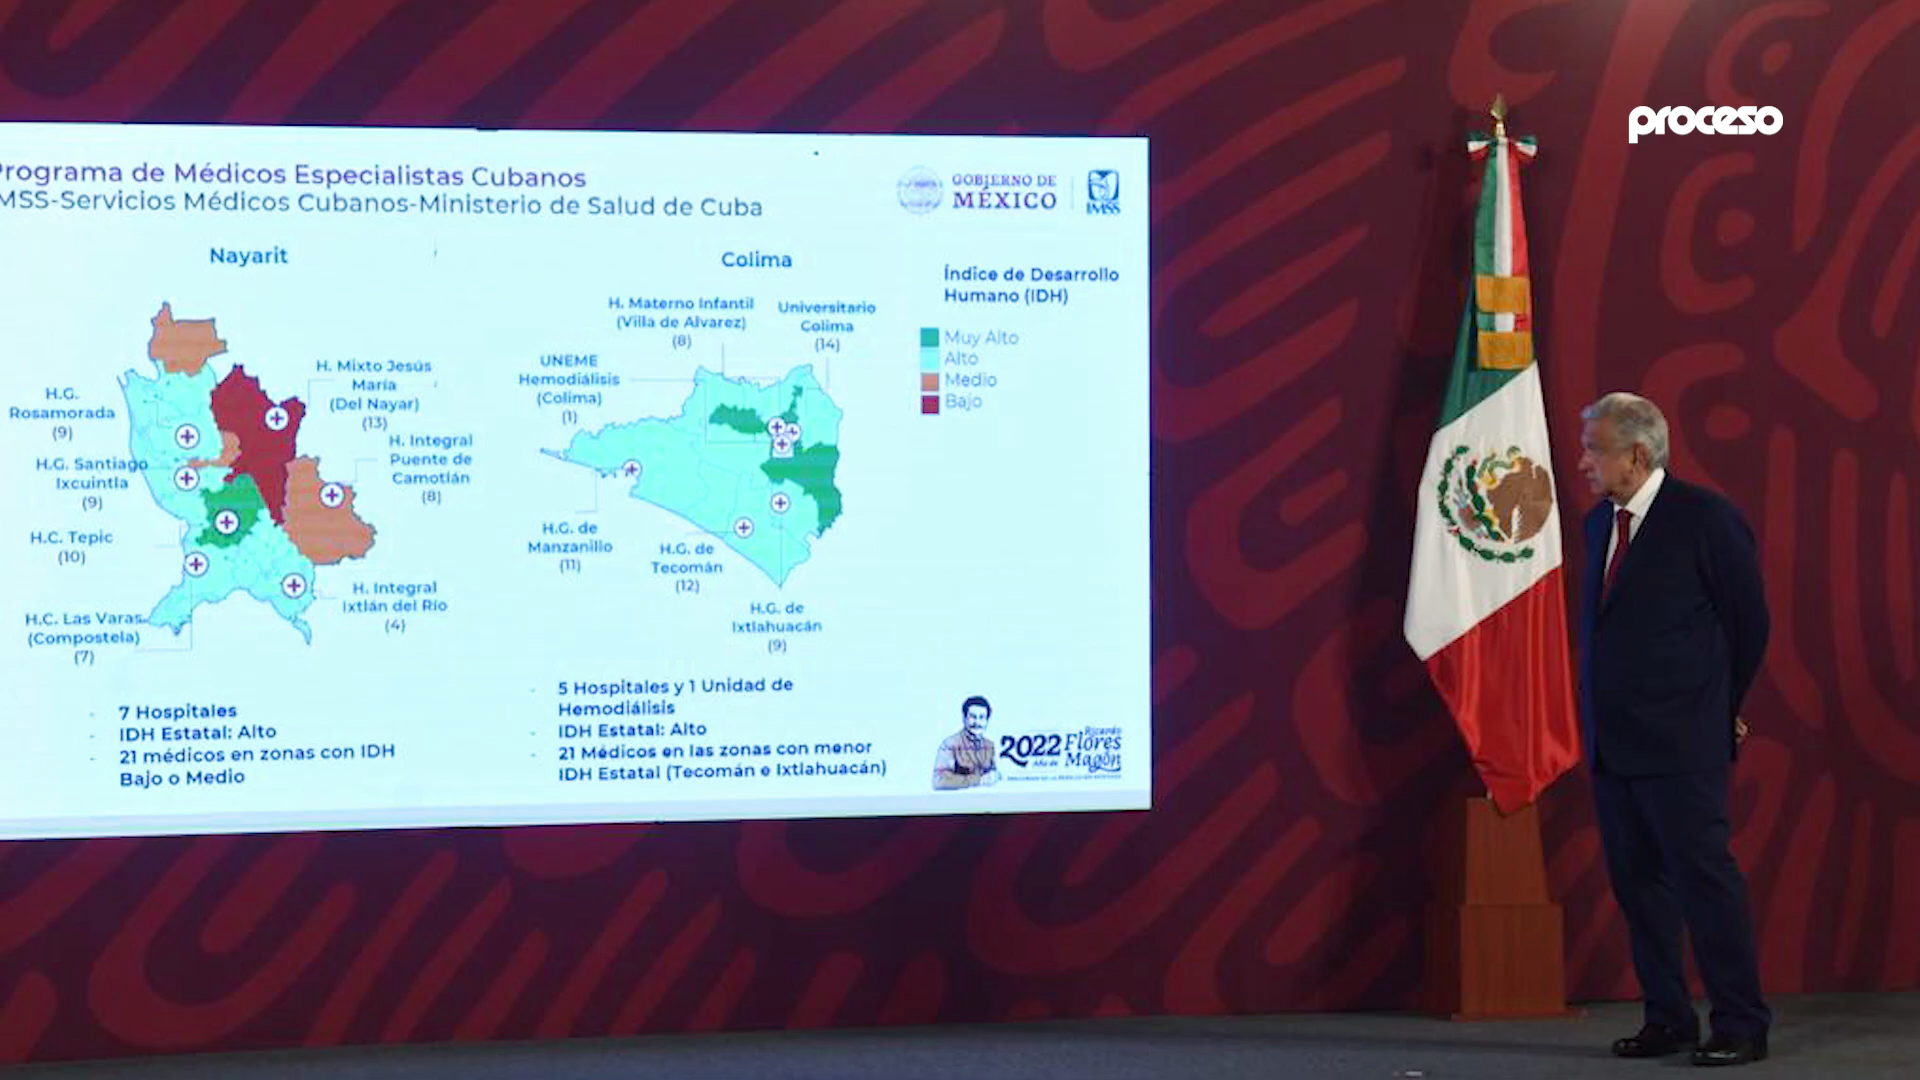 proceso
Programa de Médicos Especialistas Cubanos
IMSS-Servicios Médicos Cubanos-Ministerio de Salud de Cuba
GOBIERNO DE
MÉXICO
IMSS
Nayarit
H.G.
Rosamorada
(9)
H.G. Santiago
Ixcuintla
(9)
H.C. Tepic
(10)
H.C. Las Varas
(Compostela)
(7)
H. Mixto Jesús
María
(Del Nayar)
(13)
H. Integral
Puente de
Camotlán
(8)
H. Integral
Ixtlán del Río
(4)
- 7 Hospitales
- IDH Estatal: Alto
- 21 médicos en zonas con IDH
Bajo o Medio
Colima
H. Materno Infantil
(Villa de Alvarez)
(8)
Universitario
Colima
(14)
UNEME
Hemodiálisis
(Colima)
(1)
H.G. de
Manzanillo
(11)
H.G. de
Tecomán
(12)
H.G. de
Ixtlahuacán
(9)
- 5 Hospitales y 1 Unidad de
Hemodiálisis
- IDH Estatal: Alto
- 21 Médicos en las zonas con menor
IDH Estatal (Tecomán e Ixtlahuacán)
Índice de Desarrollo
Humano (IDH)
Muy Alto
Alto
Medio
Bajo
2022 Ricardo
Flores
Año de Magón